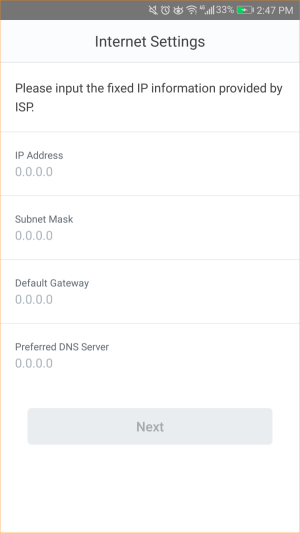 4G 33% 2:47 PM
Internet Settings
Please input the fixed IP information provided by
ISP.
IP Address
0.0.0.0
Subnet Mask
0.0.0.0
Default Gateway
0.0.0.0
Preferred DNS Server
0.0.0.0
Next